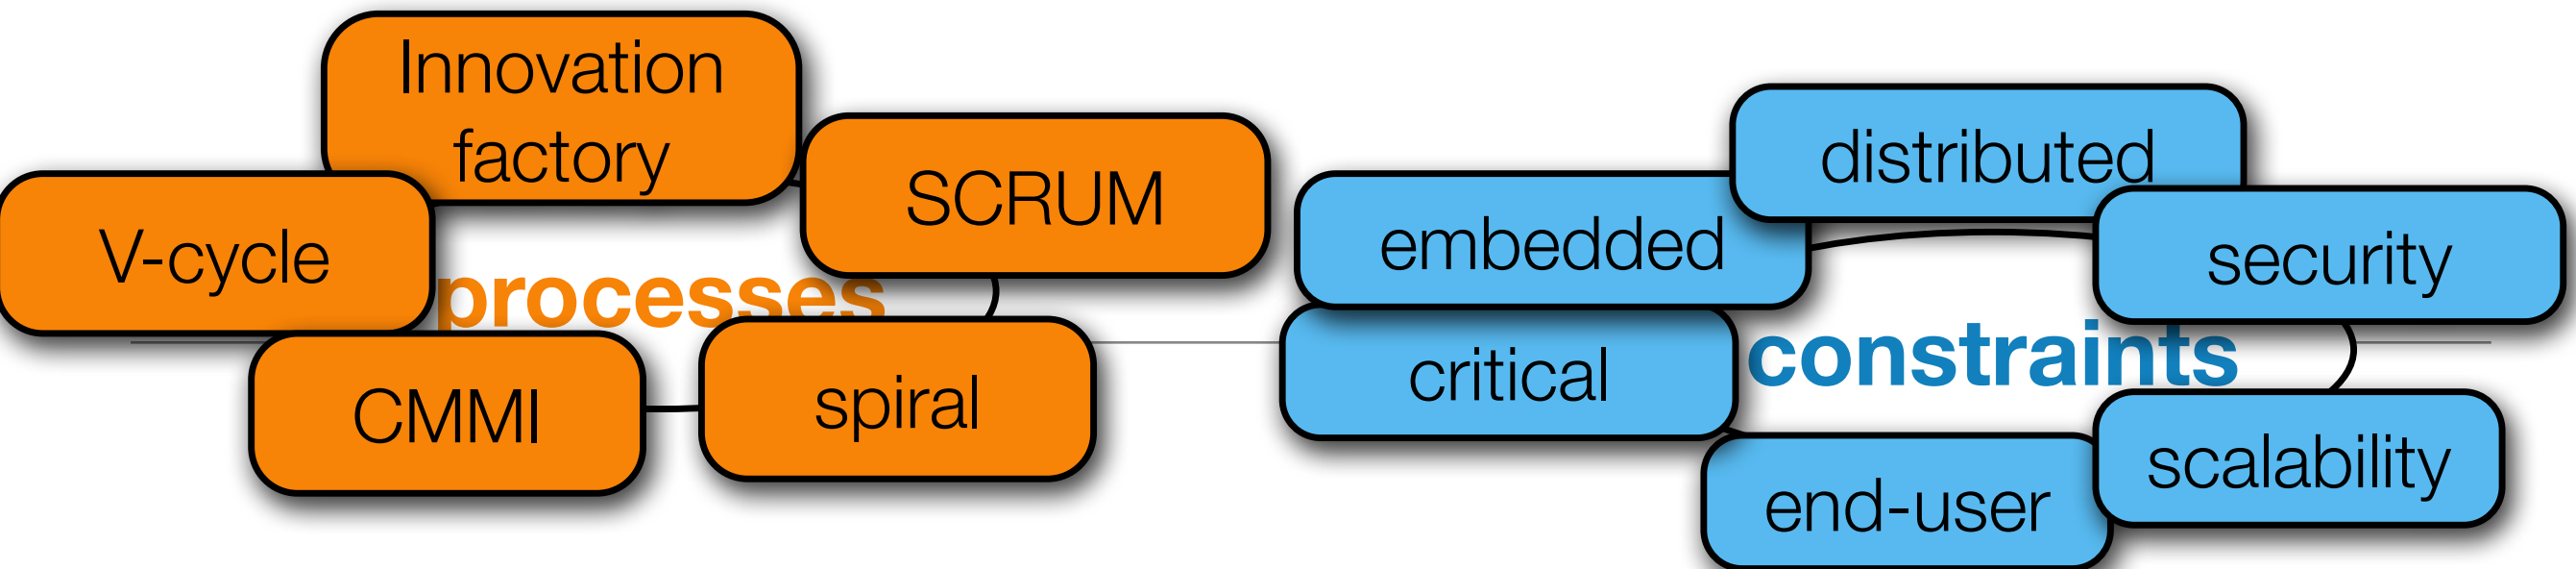 Innovation
factory
SCRUM
V-cycle
processes
CMMI
spiral
distributed
embedded
security
critical
constraints
scalability
end-user